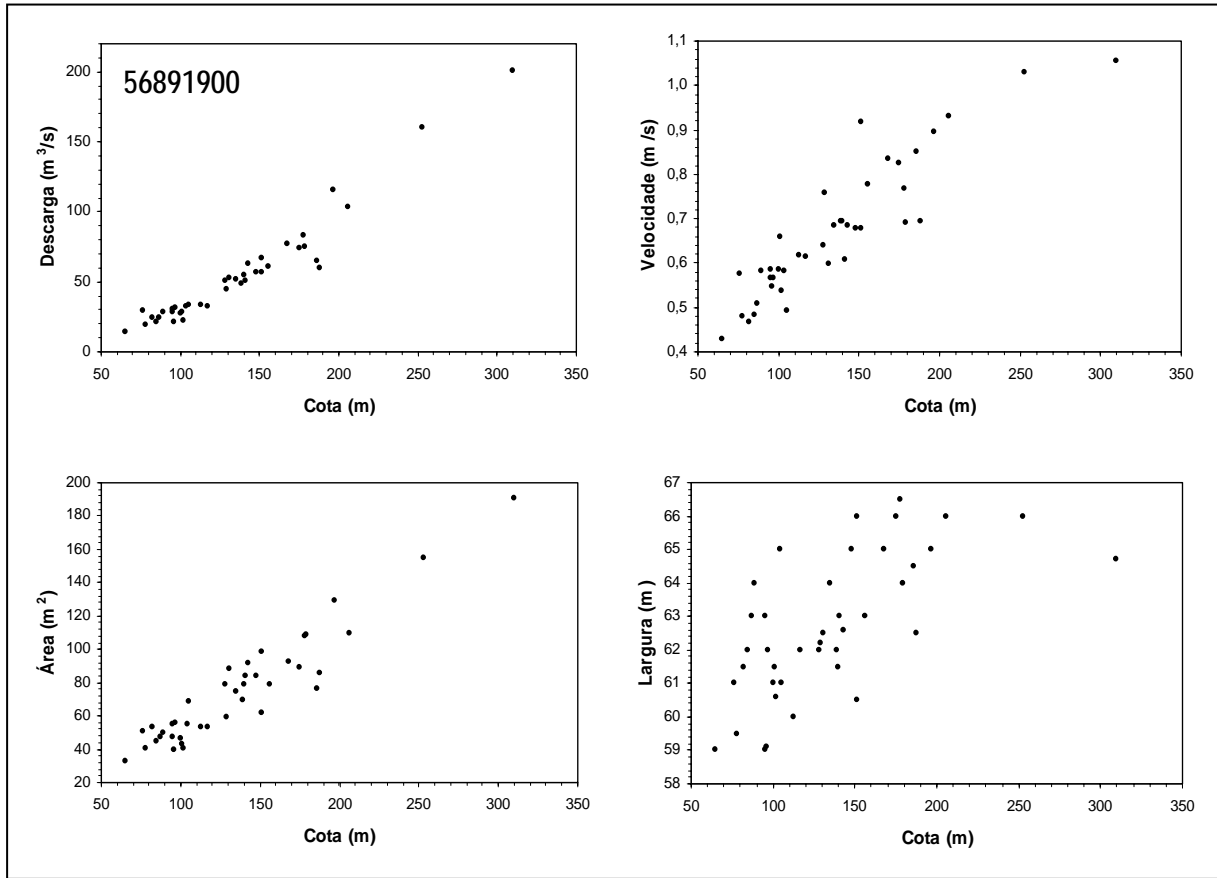 56891900
Descarga (m³/s)
200
150
100
50
0
50 100 150 200 250 300 350
Cota (m)
Velocidade (m /s)
1,1
1,0
0,9
0,8
0,7
0,6
0,5
0,4
50 100 150 200 250 300 350
Cota (m)
Área (m²)
200
180
160
140
120
100
80
60
40
20
50 100 150 200 250 300 350
Cota (m)
Largura (m )
67
66
65
64
63
62
61
60
59
58
50 100 150 200 250 300 350
Cota (m)